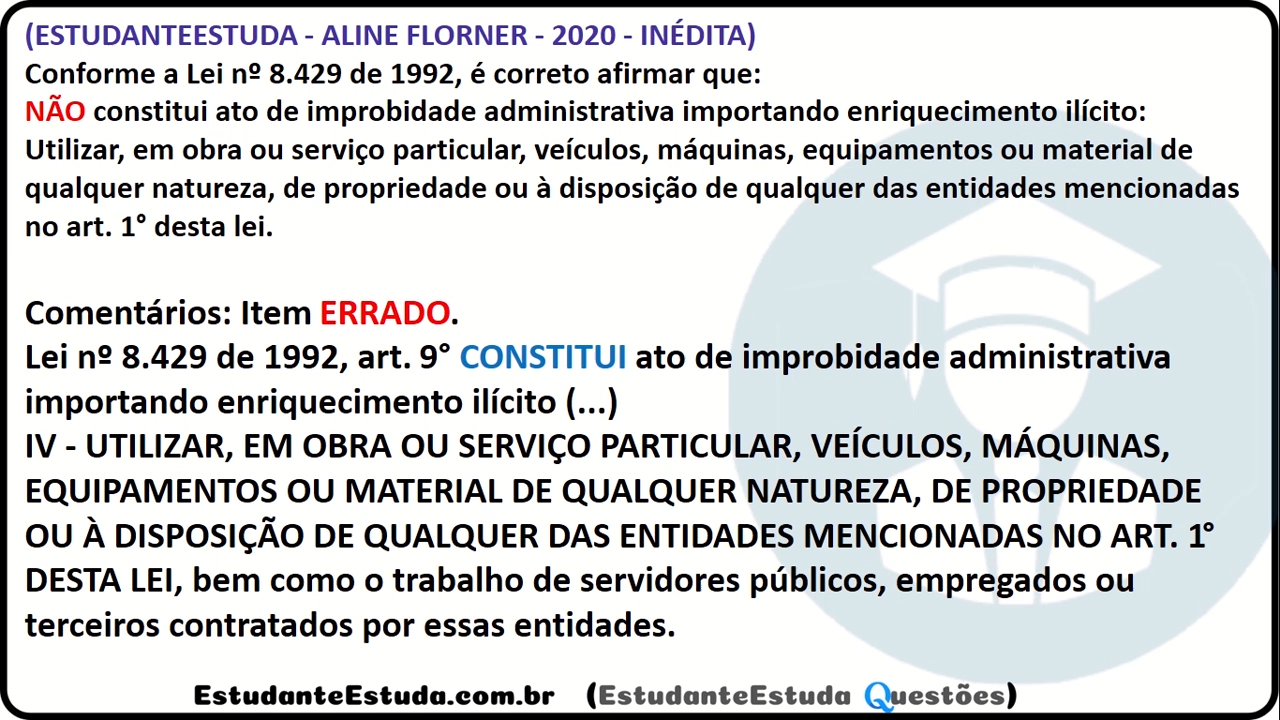 (ESTUDANTEESTUDA - ALINE FLORNER - 2020 - INÉDITA)
Conforme a Lei nº 8.429 de 1992, é correto afirmar que:
NÃO constitui ato de improbidade administrativa importando enriquecimento ilícito:
Utilizar, em obra ou serviço particular, veículos, máquinas, equipamentos ou material de
qualquer natureza, de propriedade ou à disposição de qualquer das entidades mencionadas
no art. 1° desta lei.
Comentários: Item ERRADO.
Lei nº 8.429 de 1992, art. 9° CONSTITUI ato de improbidade administrativa
importando enriquecimento ilícito (...)
IV - UTILIZAR, EM OBRA OU SERVIÇO PARTICULAR, VEÍCULOS, MÁQUINAS,
EQUIPAMENTOS OU MATERIAL DE QUALQUER NATUREZA, DE PROPRIEDADE
OU À DISPOSIÇÃO DE QUALQUER DAS ENTIDADES MENCIONADAS NO ART. 1°
DESTA LEI, bem como o trabalho de servidores públicos, empregados ou
terceiros contratados por essas entidades.
EstudanteEstuda.com.br (EstudanteEstuda Questões)